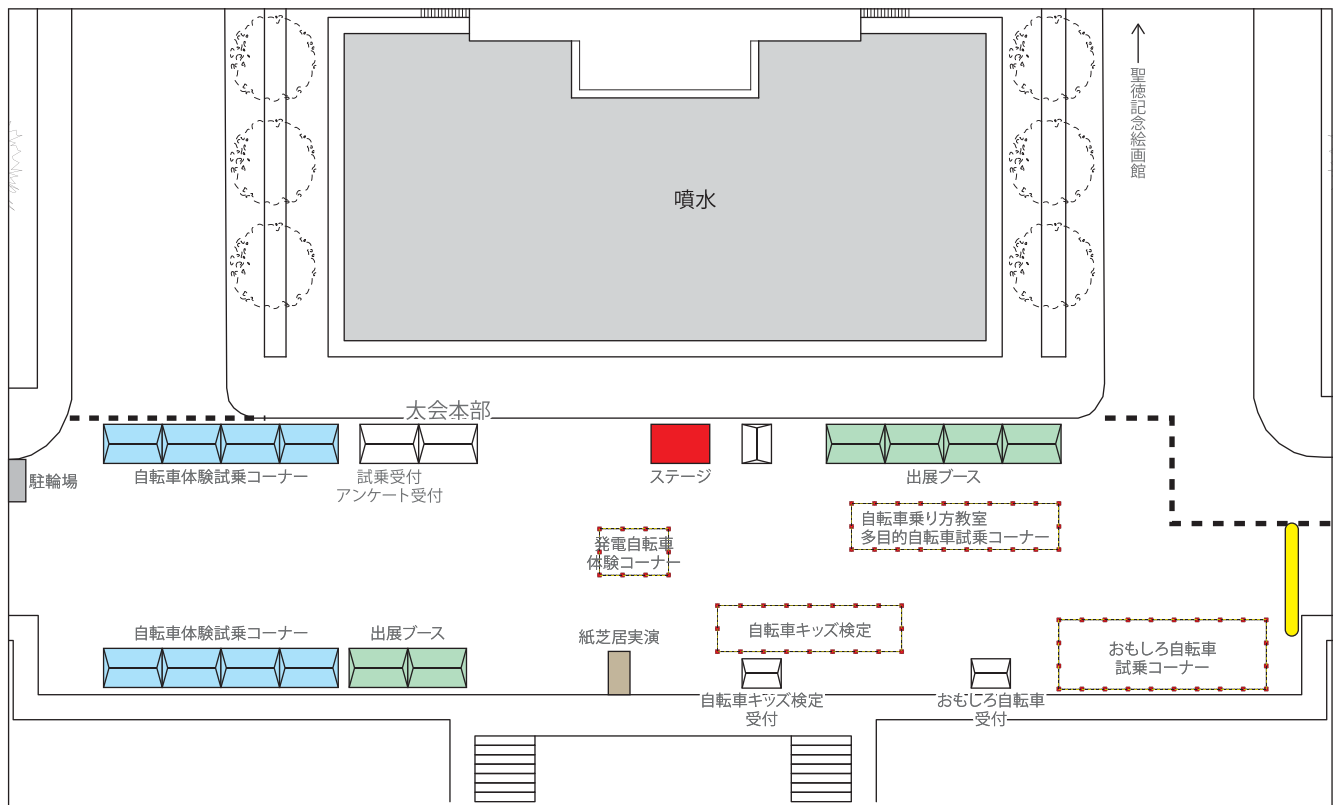 聖徳記念絵画館
噴水
大会本部
自転車体験試乗コーナー
試乗受付
アンケート受付
ステージ
出展ブース
駐輪場
自転車乗り方教室
多目的自転車試乗コーナー
発電自転車
体験コーナー
自転車体験試乗コーナー
出展ブース
紙芝居実演
自転車キッズ検定
おもしろ自転車
試乗コーナー
自転車キッズ検定
受付
おもしろ自転車
受付